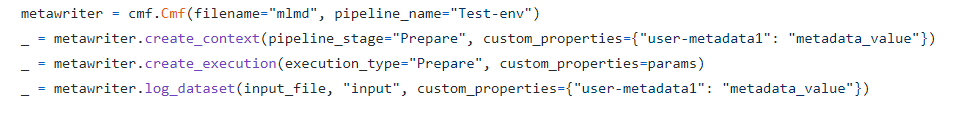 metawriter = cmf.Cmf(filename="mlmd", pipeline_name="Test-env")
_ = metawriter.create_context(pipeline_stage="Prepare", custom_properties={"user-metadata1": "metadata_value"})
_ = metawriter.create_execution(execution_type="Prepare", custom_properties=params)
_ = metawriter.log_dataset(input_file, "input", custom_properties={"user-metadata1": "metadata_value"})